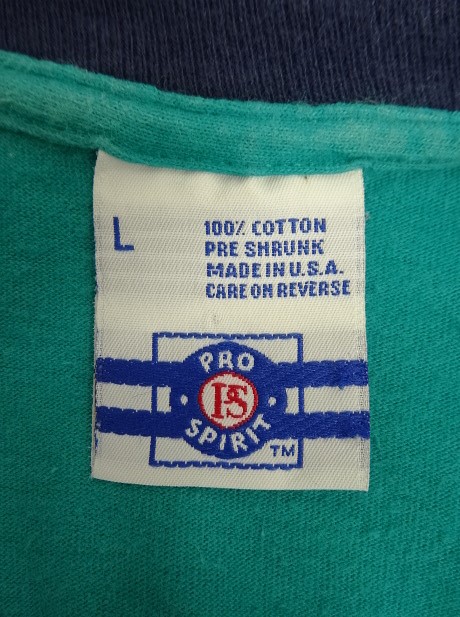 L
100% COTTON
PRE SHRUNK
MADE IN U.S.A.
CARE ON REVERSE
PRO
PS
SPIRIT
TM